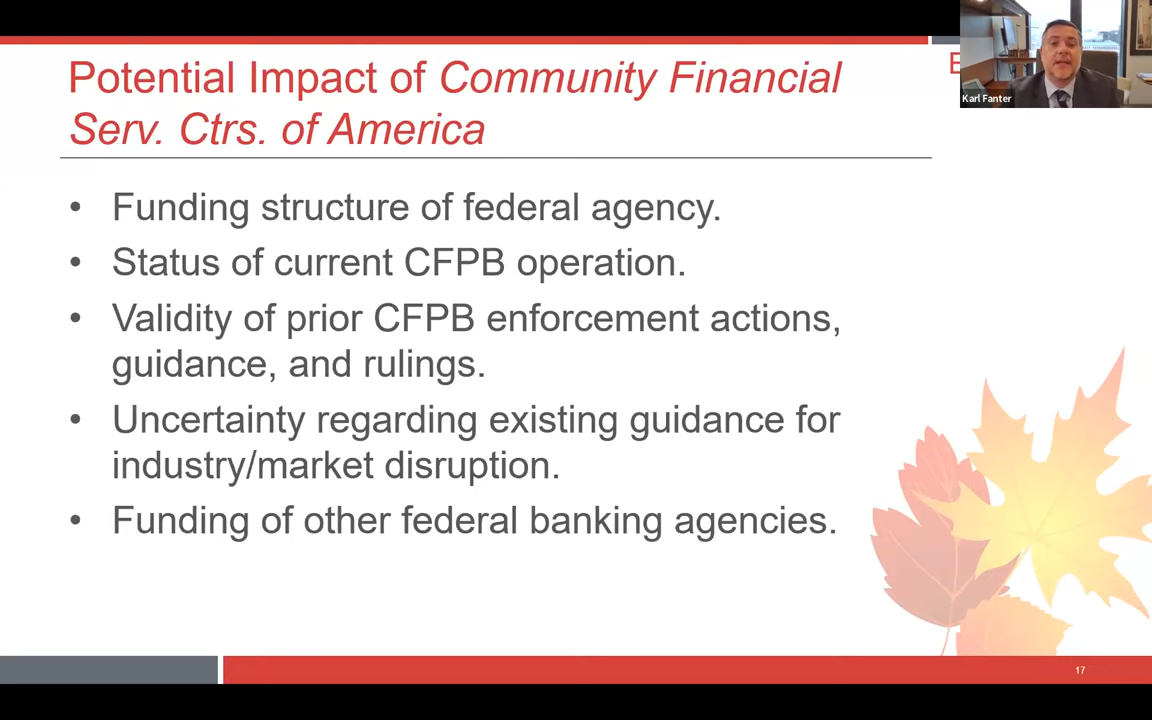 Potential Impact of Community Financial
Serv. Ctrs. of America
Karl Fanter
• Funding structure of federal agency.
• Status of current CFPB operation.
• Validity of prior CFPB enforcement actions,
guidance, and rulings.
• Uncertainty regarding existing guidance for
industry/market disruption.
• Funding of other federal banking agencies.
17